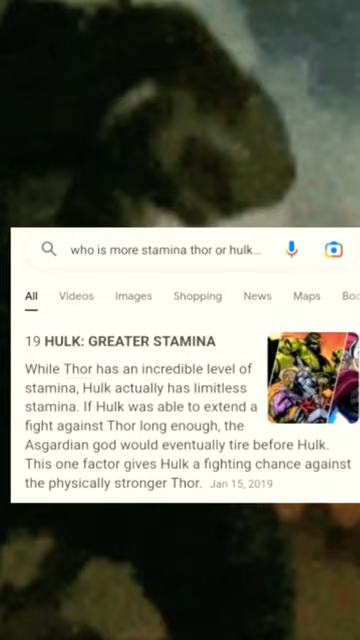 who is more stamina thor or hulk...
All Videos Images Shopping News Maps Boo
19 HULK: GREATER STAMINA
While Thor has an incredible level of
stamina, Hulk actually has limitless
stamina. If Hulk was able to extend a
fight against Thor long enough, the
Asgardian god would eventually tire before Hulk.
This one factor gives Hulk a fighting chance against
the physically stronger Thor. Jan 15, 2019